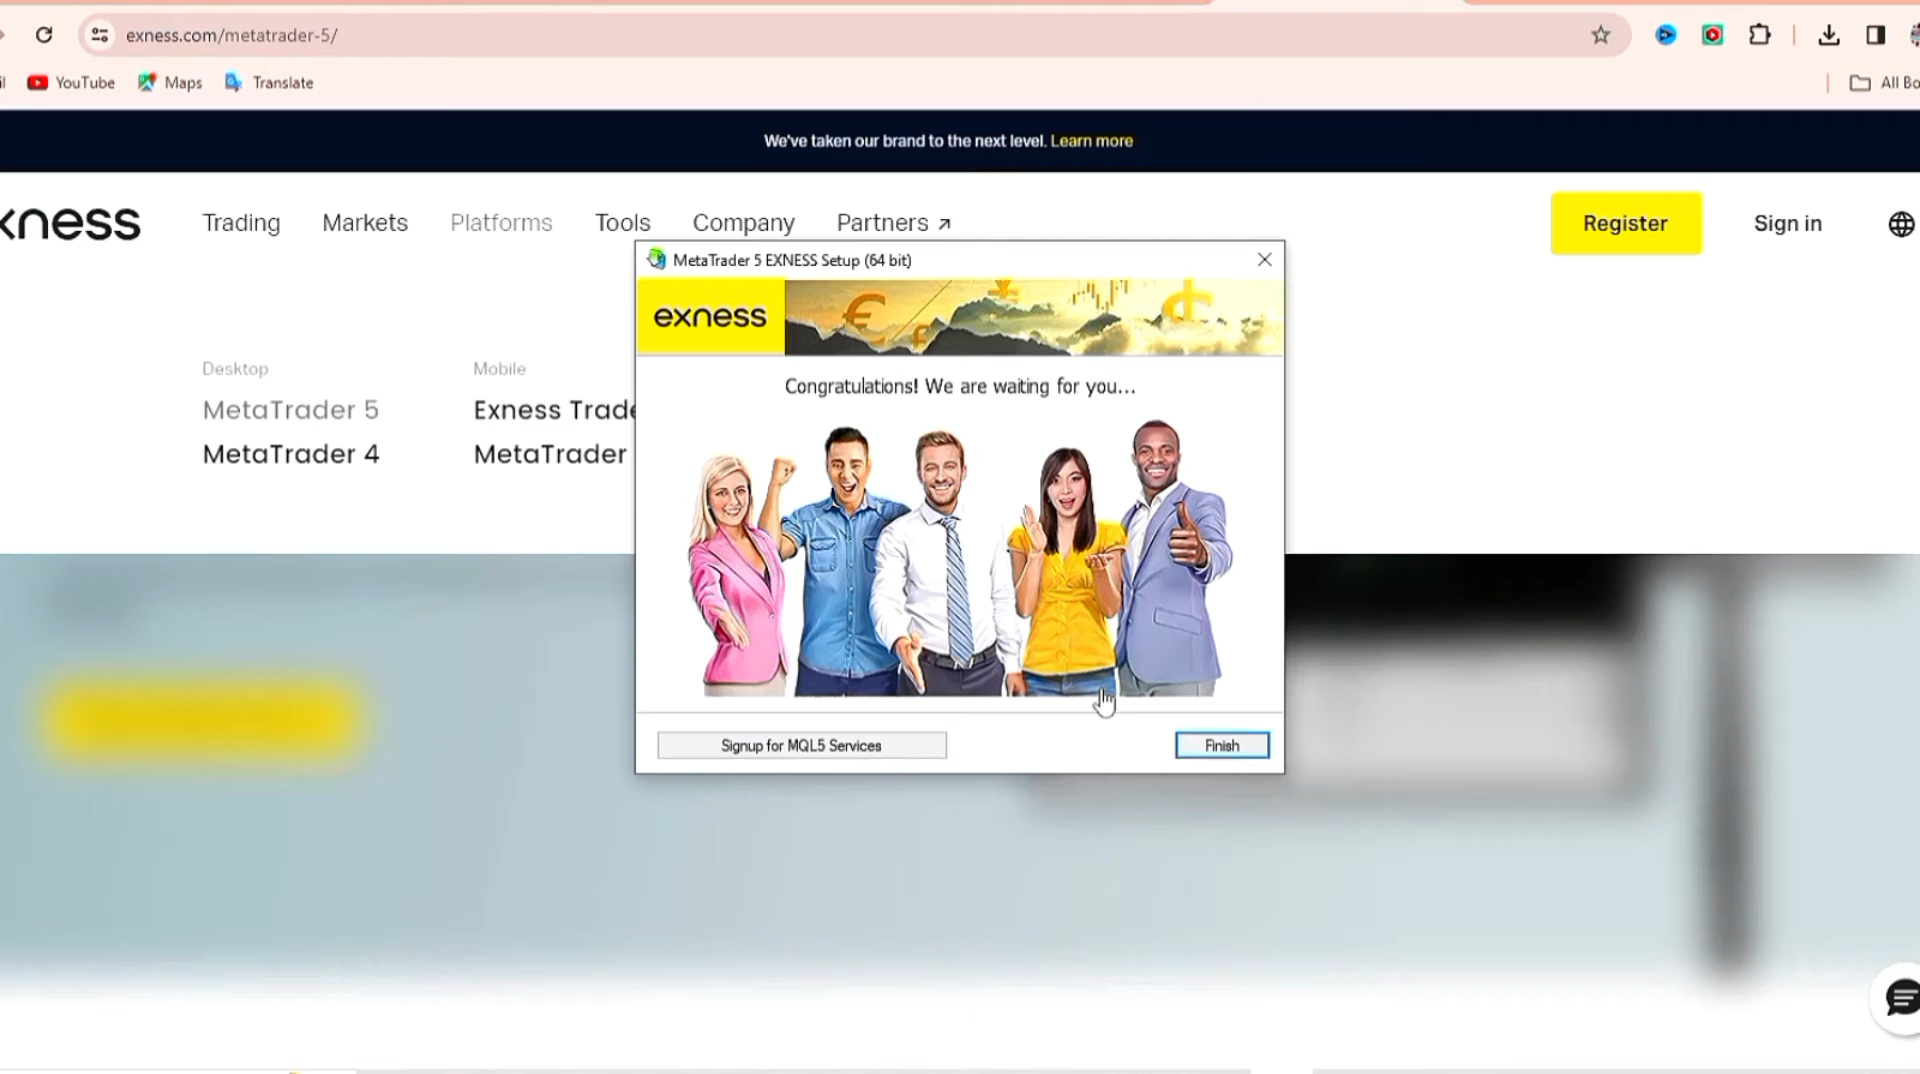 exness.com/metatrader-5/
YouTube Maps Translate
All Bo
We've taken our brand to the next level. Learn more
xness Trading Markets Platforms Tools Company Partners Register Sign in
MetaTrader 5 EXNESS Setup (64 bit)
exness
Congratulations! We are waiting for you...
Desktop
MetaTrader 5
MetaTrader 4
Mobile
Exness Trade
MetaTrader
Signup for MQL5 Services Finish